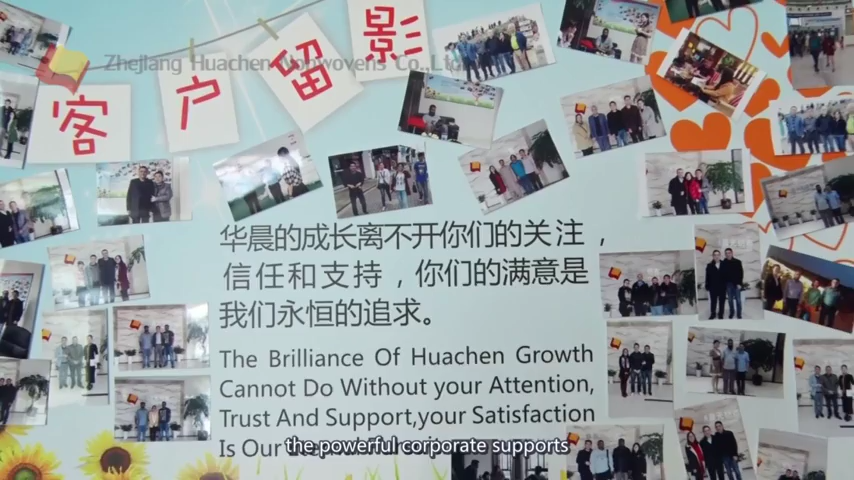 Zhejiang Huachen Nonwovens Co.,Ltd
客户留影
华晨的成长离不开你们的关注，
信任和支持，你们的满意是
我们永恒的追求。
The Brilliance Of Huachen Growth
Cannot Do Without your Attention,
Trust And Support,your Satisfaction
Is Our
the powerful corporate supports